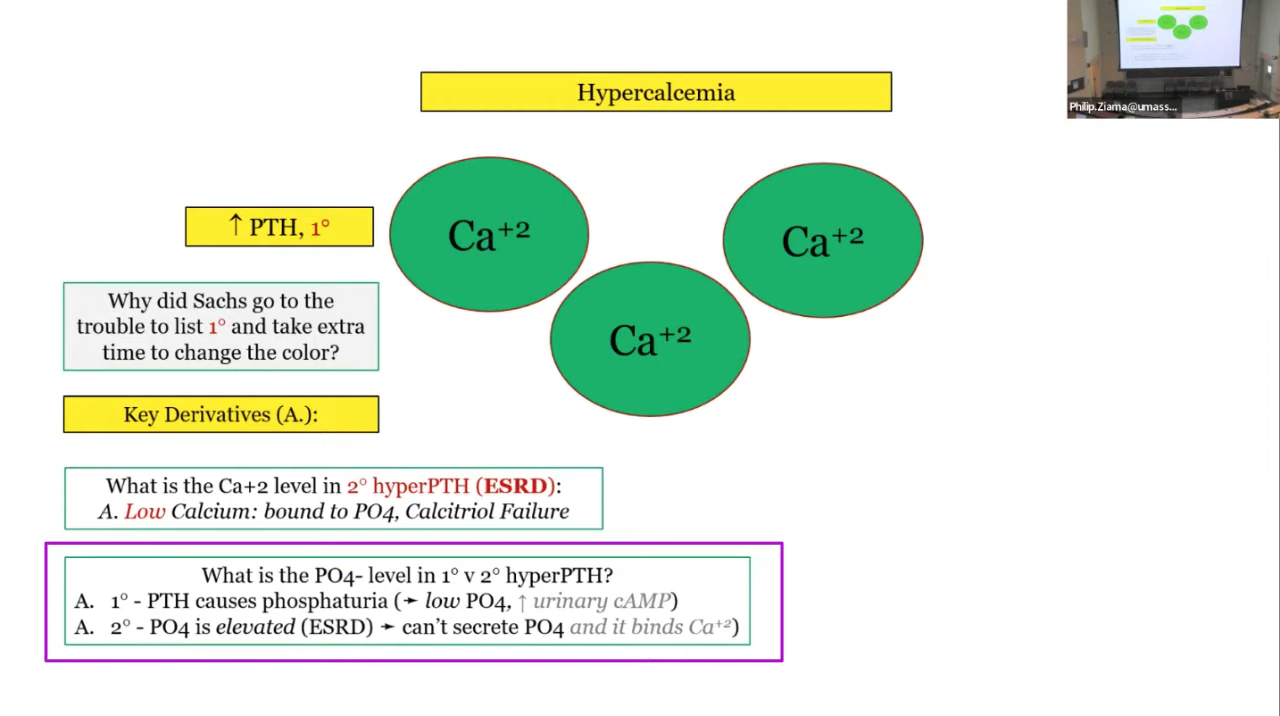 Hypercalcemia
Philip.Ziama@umass...
↑ PTH, 1°
Ca+2
Ca+2
Ca+2
Why did Sachs go to the
trouble to list 1° and take extra
time to change the color?
Key Derivatives (A.):
What is the Ca+2 level in 2° hyperPTH (ESRD):
A. Low Calcium: bound to PO4, Calcitriol Failure
What is the PO4- level in 1° v 2° hyperPTH?
A. 1° - PTH causes phosphaturia (➛ low PO4, ↑ urinary cAMP)
A. 2° - PO4 is elevated (ESRD) ➛ can't secrete PO4 and it binds Ca+2)